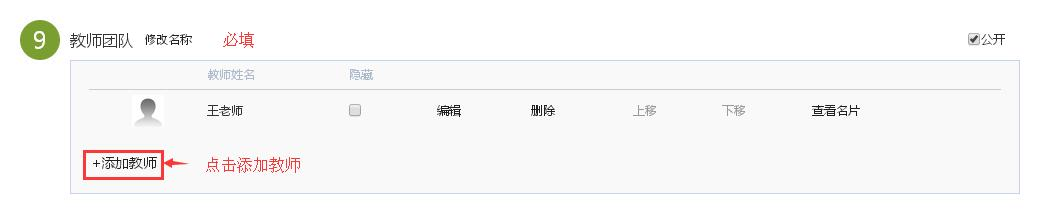 9 教师团队 修改名称 必填 公开
教师姓名 隐藏
王老师 编辑 删除 上移 下移 查看名片
+添加教师 点击添加教师